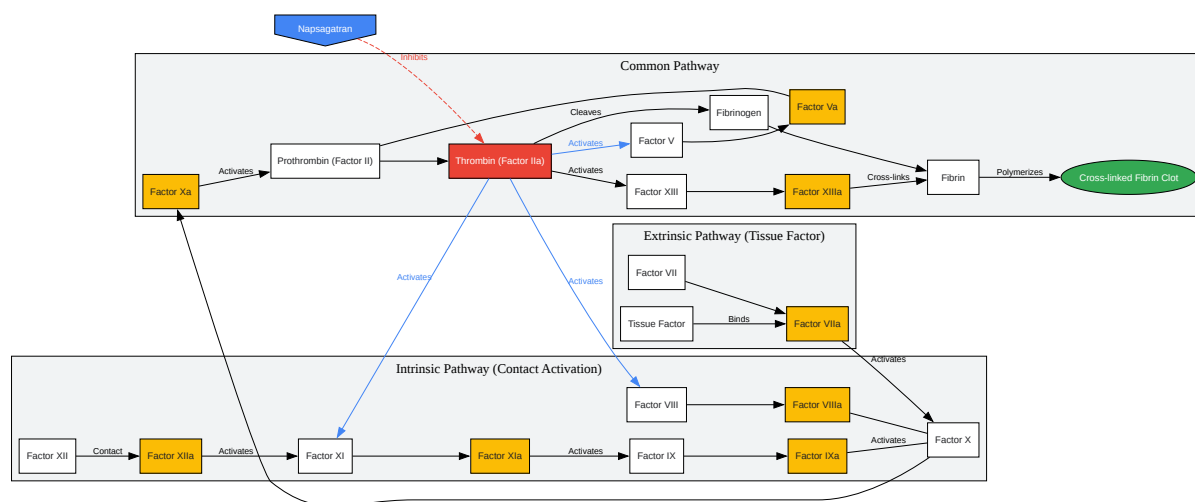 Napsagatran
Inhibits
Common Pathway
Factor Va
Fibrinogen
Cleaves
Factor V
Activates
Prothrombin (Factor II)
Thrombin (Factor IIa)
Activates
Activates
Factor Xa
Factor XIII
Factor XIIIa
Cross-links
Fibrin
Polymerizes
Cross-linked Fibrin Clot
Extrinsic Pathway (Tissue Factor)
Factor VII
Activates
Activates
Tissue Factor
Binds
Factor VIIa
Activates
Intrinsic Pathway (Contact Activation)
Factor VIII
Factor VIIIa
Factor X
Activates
Factor XII
Contact
Factor XIIa
Activates
Factor XI
Factor XIa
Activates
Factor IX
Factor IXa